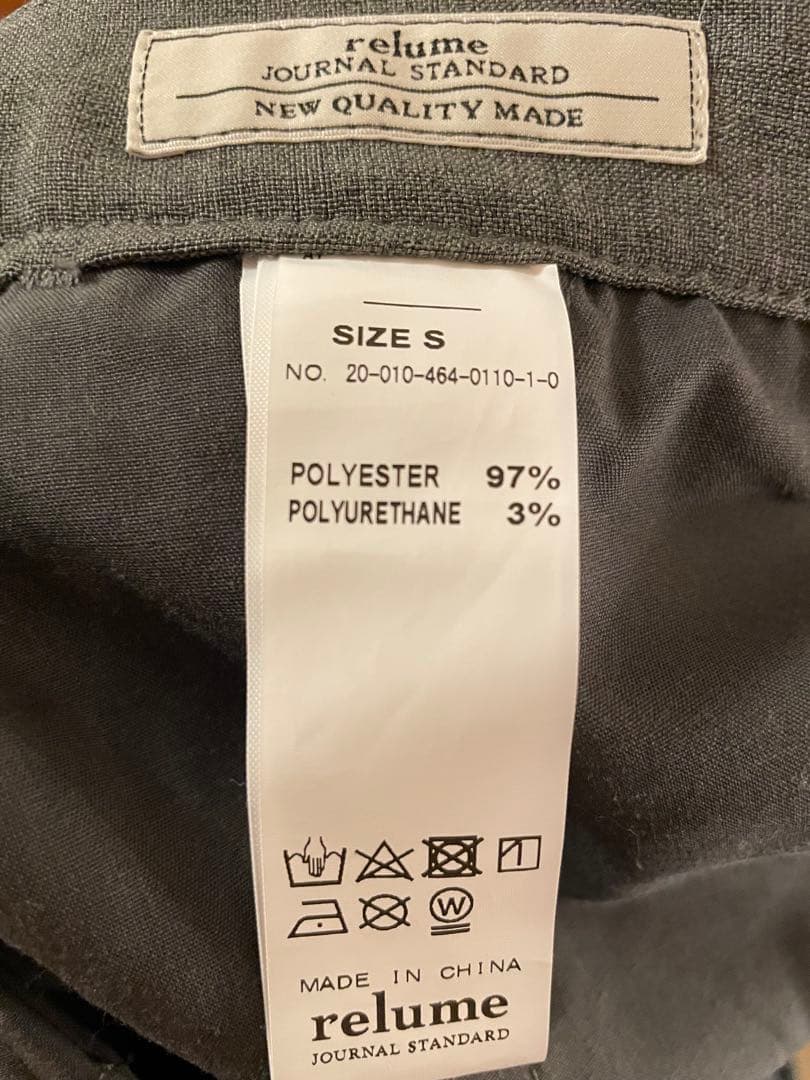 relume
JOURNAL STANDARD
NEW QUALITY MADE
SIZE S
NO. 20-010-464-0110-1-0
POLYESTER 97%
POLYURETHANE 3%
W
MADE IN CHINA
relume
JOURNAL STANDARD